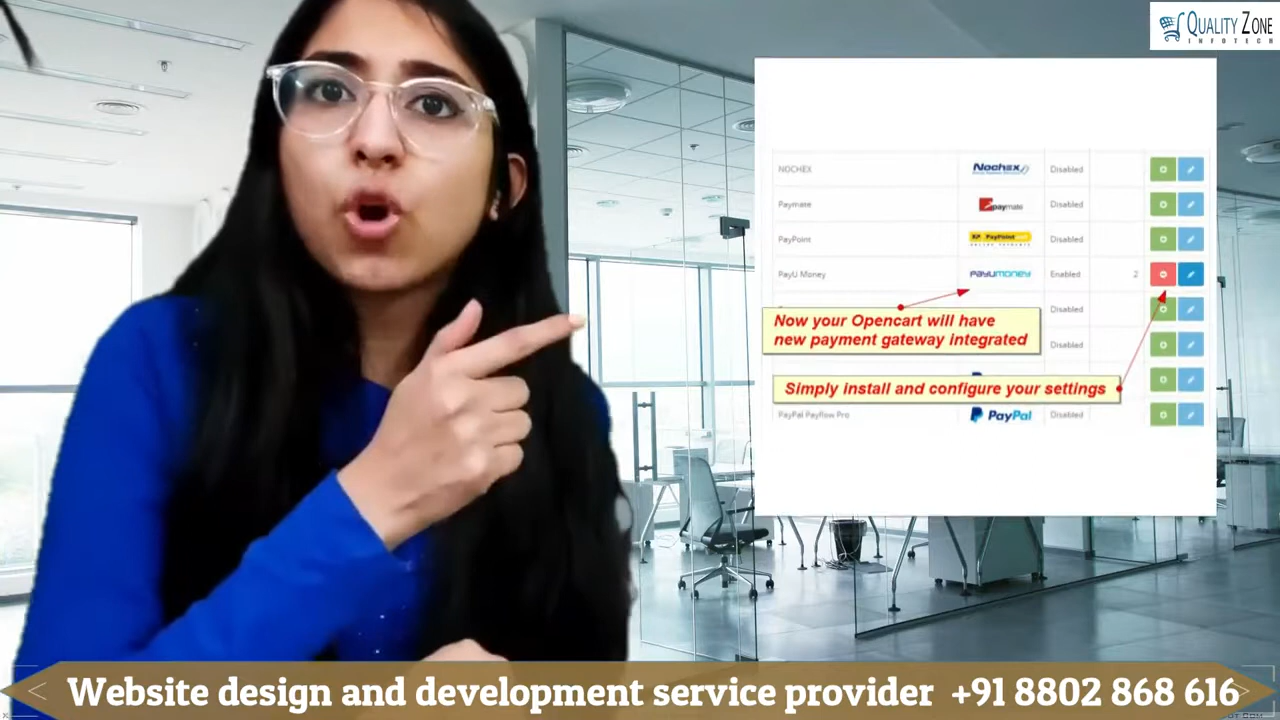 QUALITY ZONE
INFOTECH
NOCHEX Nochex Disabled
Paymate paymate Disabled
PayPoint PayPoint Disabled
PayU Money PayUmoney Enabled 2
Now your Opencart will have
new payment gateway integrated
Disabled
Disabled
Simply install and configure your settings
PayPal Payflow Pro PayPal Disabled
Website design and development service provider +91 8802 868 616